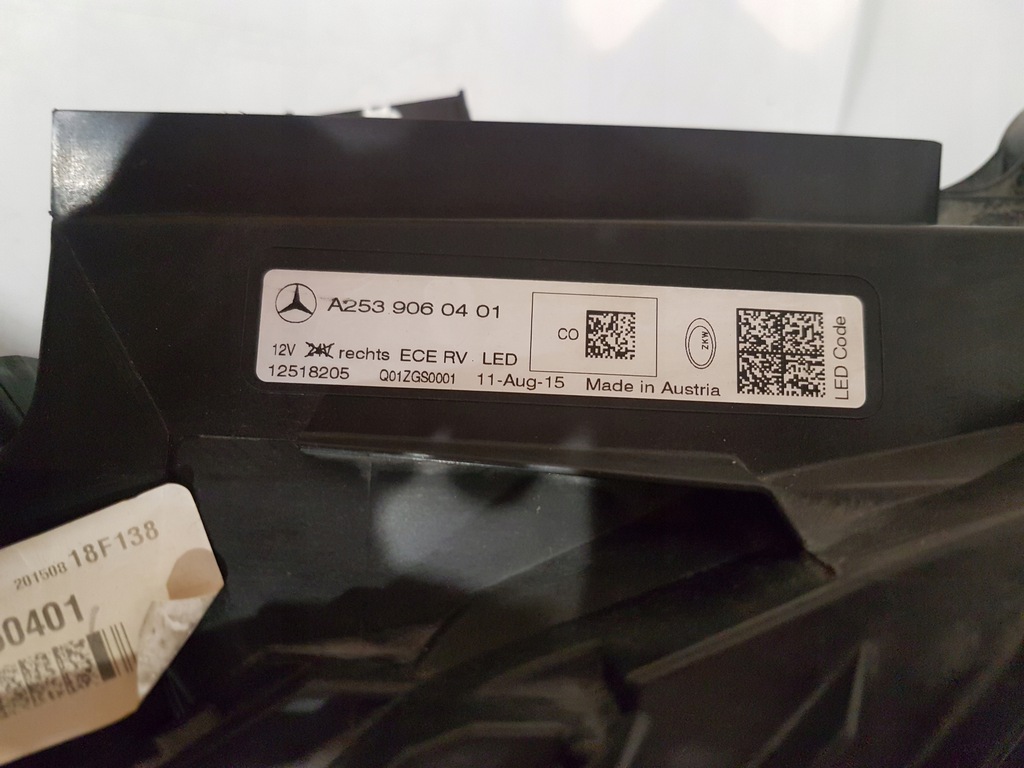 A253 906 04 01
12V 24V rechts ECE RV LED
12518205 Q01ZGS0001 11-Aug-15 Made in Austria
CO
ZKW
LED Code
201508 18F138
60401